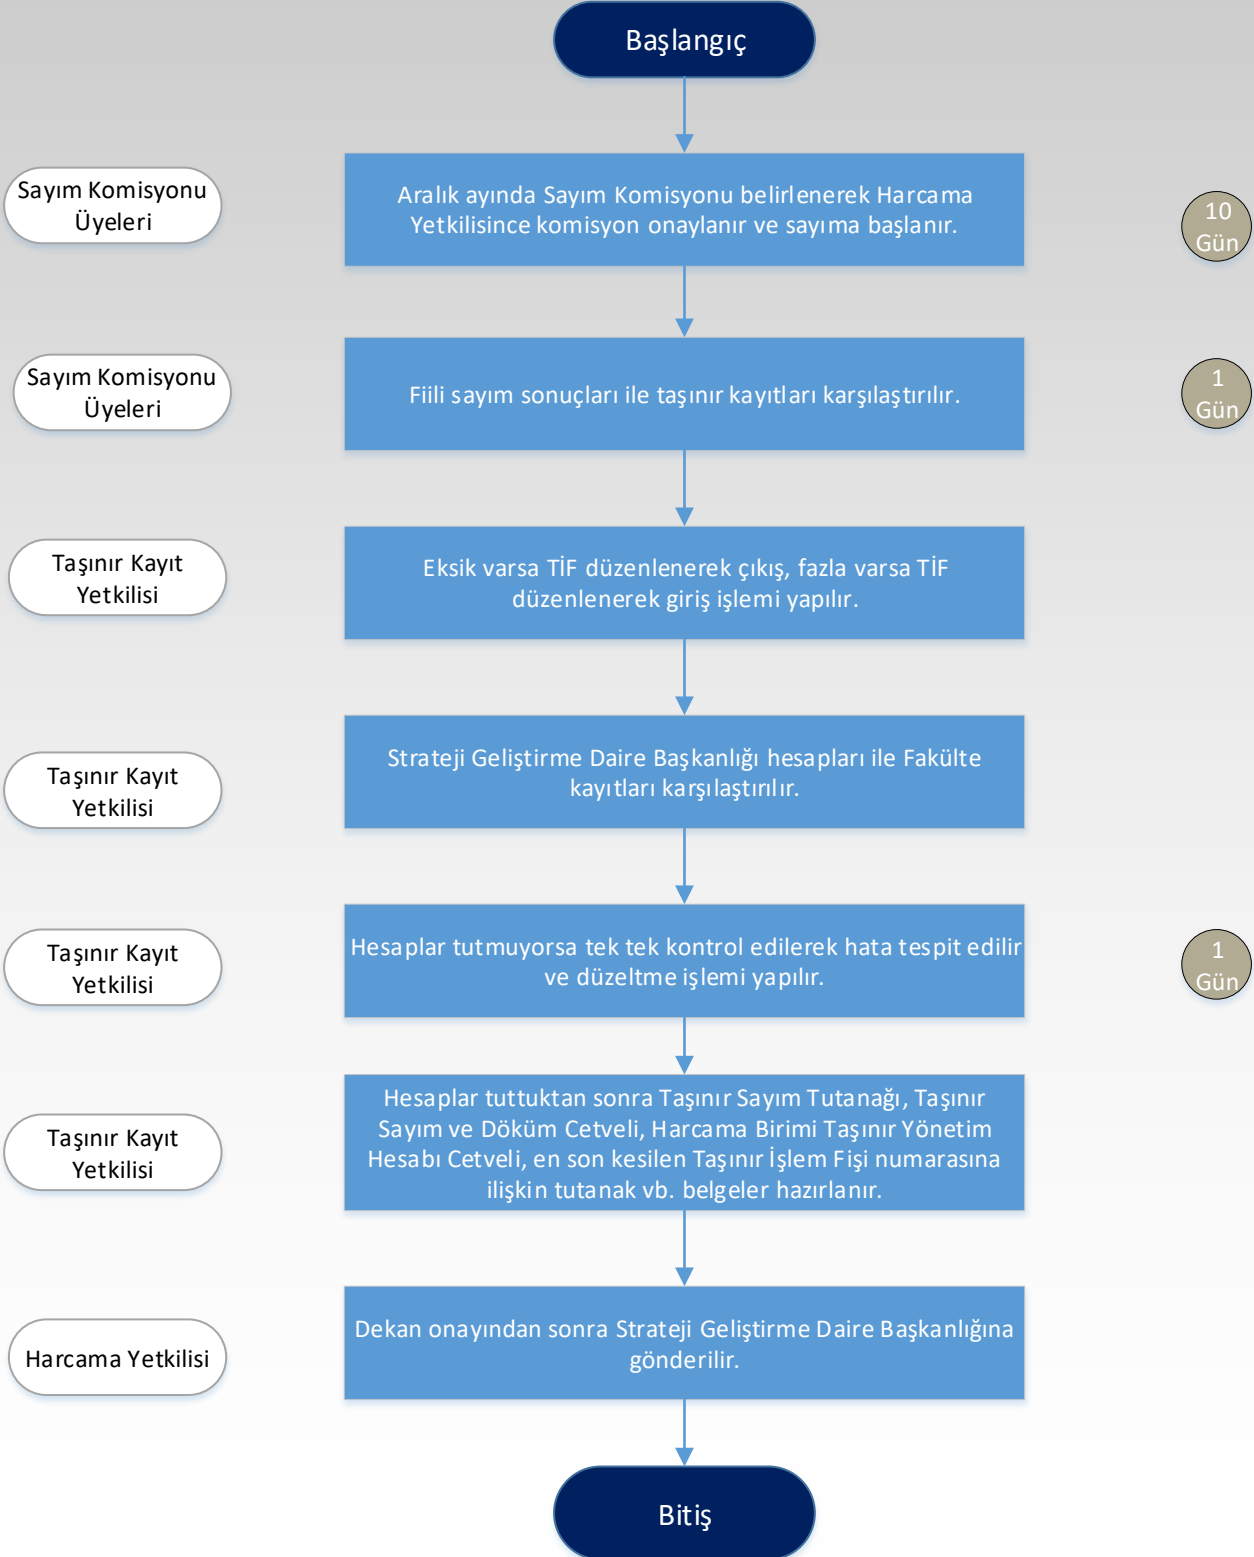 Başlangıç
Sayım Komisyonu
Üyeleri
Aralık ayında Sayım Komisyonu belirlenerek Harcama
Yetkilisince komisyon onaylanır ve sayıma başlanır.
10
Gün
Sayım Komisyonu
Üyeleri
Fiili sayım sonuçları ile taşınır kayıtları karşılaştırılır.
1
Gün
Taşınır Kayıt
Yetkilisi
Eksik varsa TİF düzenlenerek çıkış, fazla varsa TİF
düzenlenerek giriş işlemi yapılır.
Taşınır Kayıt
Yetkilisi
Strateji Geliştirme Daire Başkanlığı hesapları ile Fakülte
kayıtları karşılaştırılır.
Taşınır Kayıt
Yetkilisi
Hesaplar tutmuyorsa tek tek kontrol edilerek hata tespit edilir
ve düzeltme işlemi yapılır.
1
Gün
Taşınır Kayıt
Yetkilisi
Hesaplar tuttuktan sonra Taşınır Sayım Tutanağı, Taşınır
Sayım ve Döküm Cetveli, Harcama Birimi Taşınır Yönetim
Hesabı Cetveli, en son kesilen Taşınır İşlem Fişi numarasına
ilişkin tutanak vb. belgeler hazırlanır.
Harcama Yetkilisi
Dekan onayından sonra Strateji Geliştirme Daire Başkanlığına
gönderilir.
Bitiş